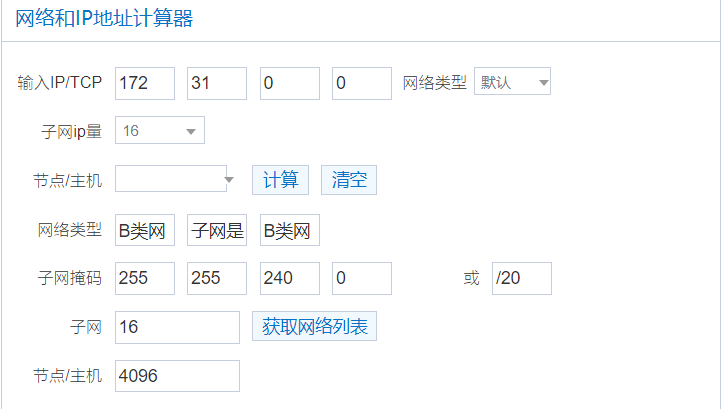 网络和IP地址计算器
输入IP/TCP 172 31 0 0 网络类型 默认
子网ip量 16
节点/主机 计算 清空
网络类型 B类网 子网是 B类网
子网掩码 255 255 240 0 或 /20
子网 16 获取网络列表
节点/主机 4096